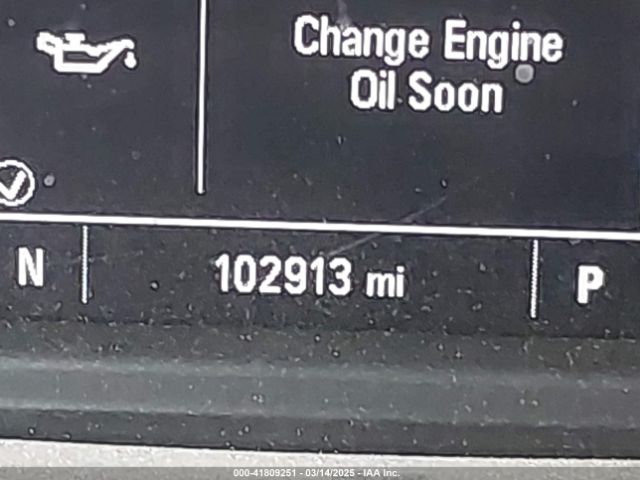 Change Engine
Oil Soon
N 102913 mi P
000-41809251 - 03/14/2025 - IAA Inc.